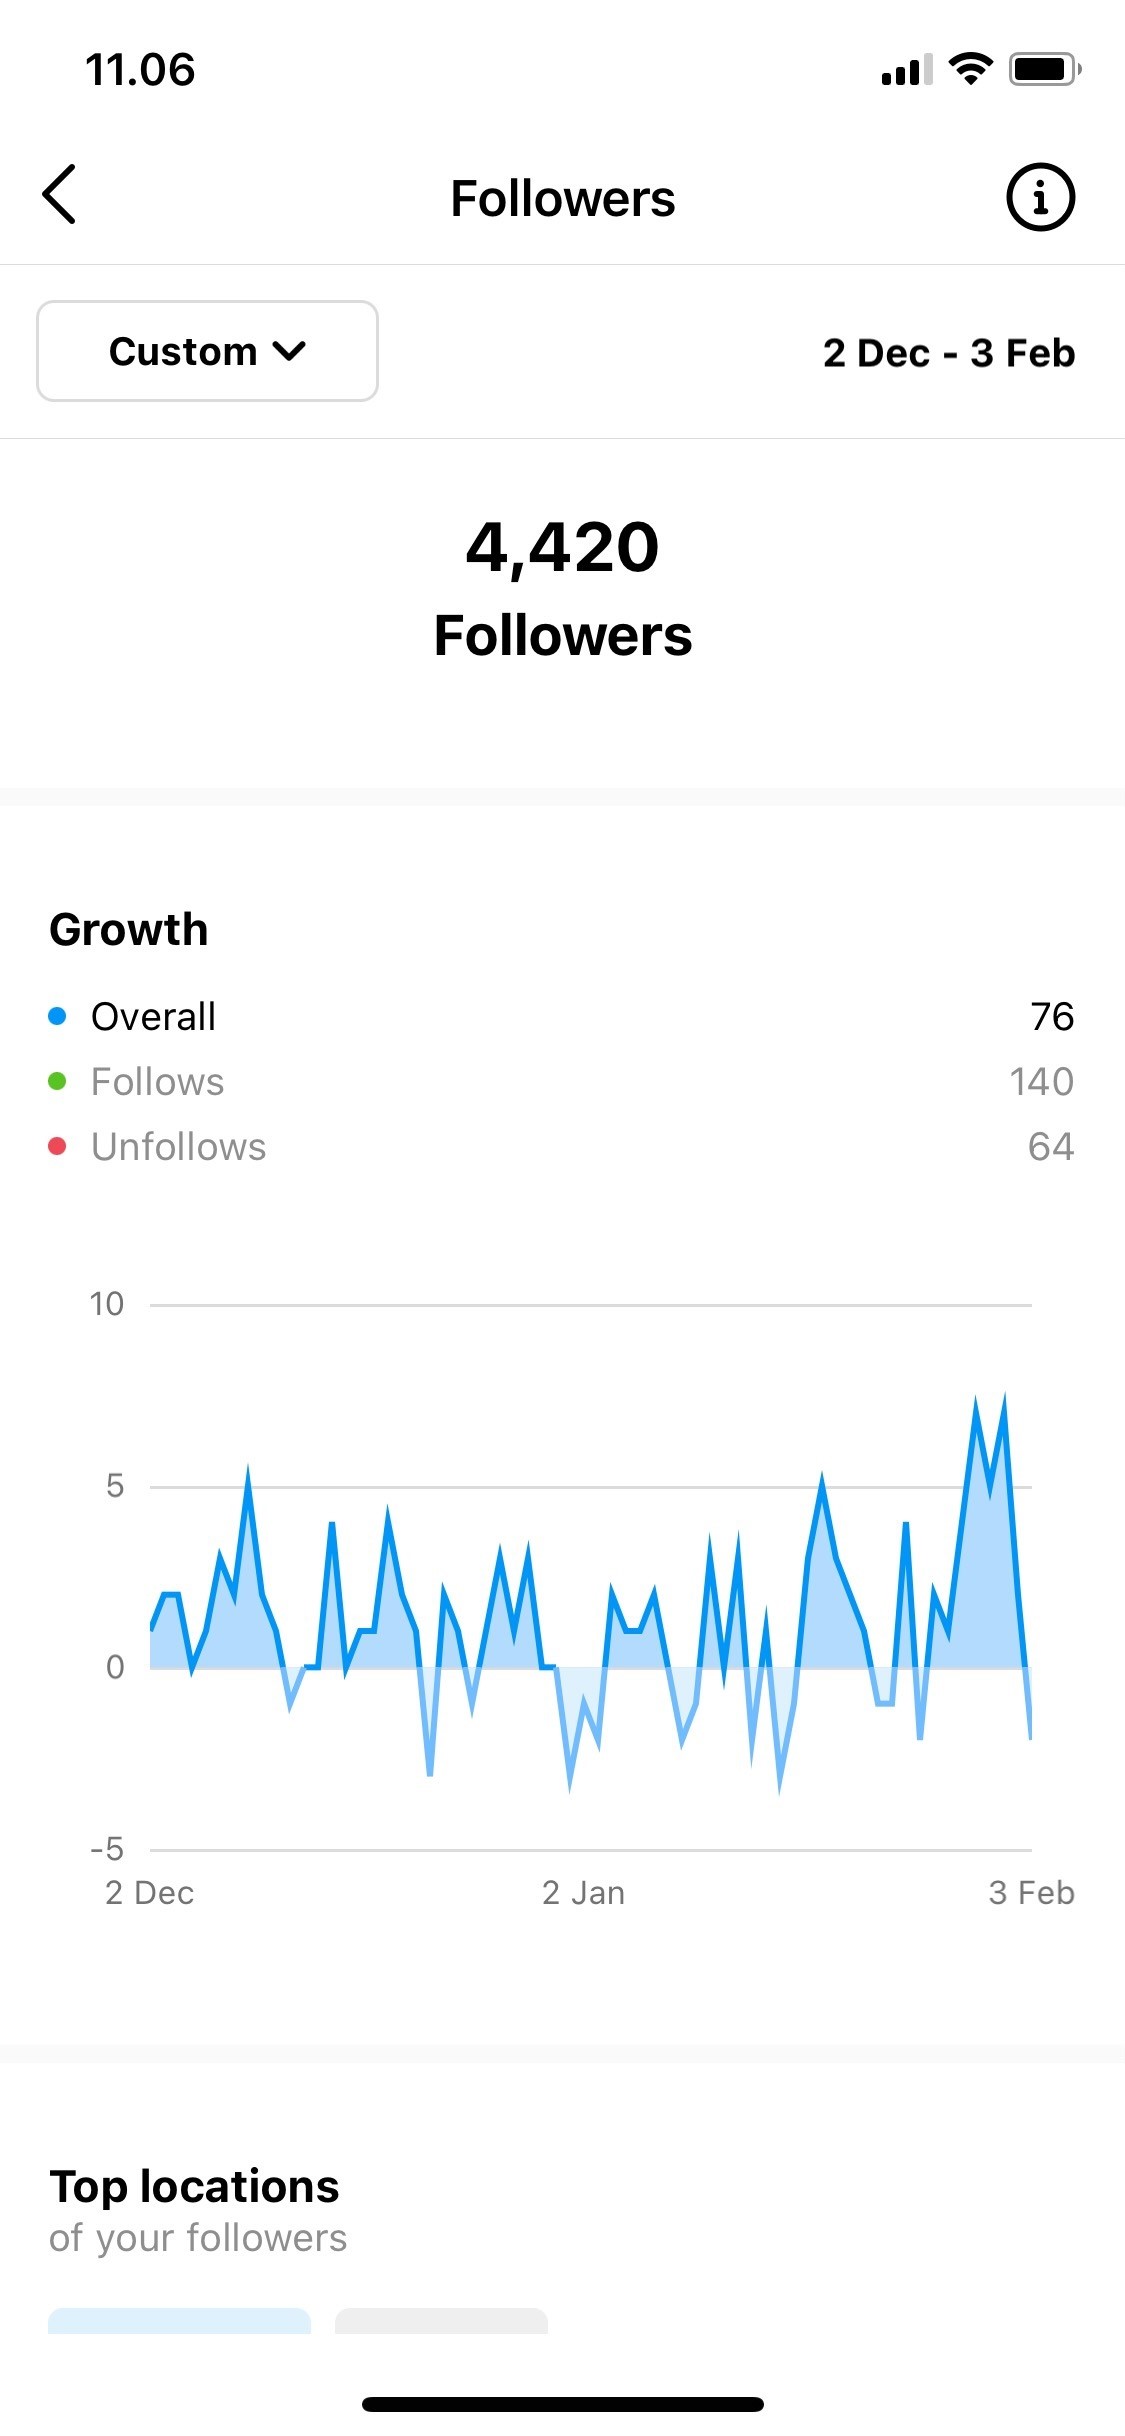 11.06
Followers
Custom
2 Dec - 3 Feb
4,420
Followers
Growth
Overall 76
Follows 140
Unfollows 64
10
5
0
-5
2 Dec 2 Jan 3 Feb
Top locations
of your followers